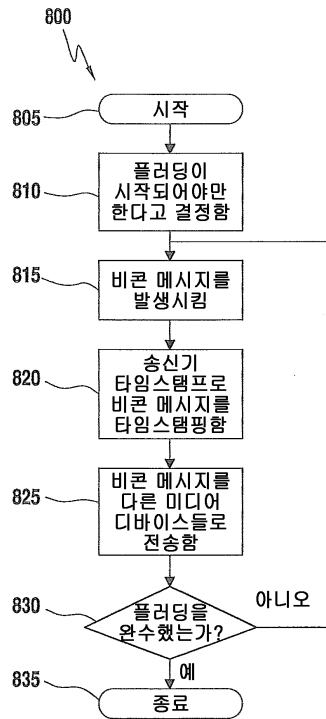 800
805
시작
810
플러딩이
시작되어야만
한다고 결정함
815
비콘 메시지를
발생시킴
820
송신기
타임스탬프로
비콘 메시지를
타임스탬핑함
825
비콘 메시지를
다른 미디어
디바이스들로
전송함
830
플러딩을
완수했는가?
아니오
예
835
종료